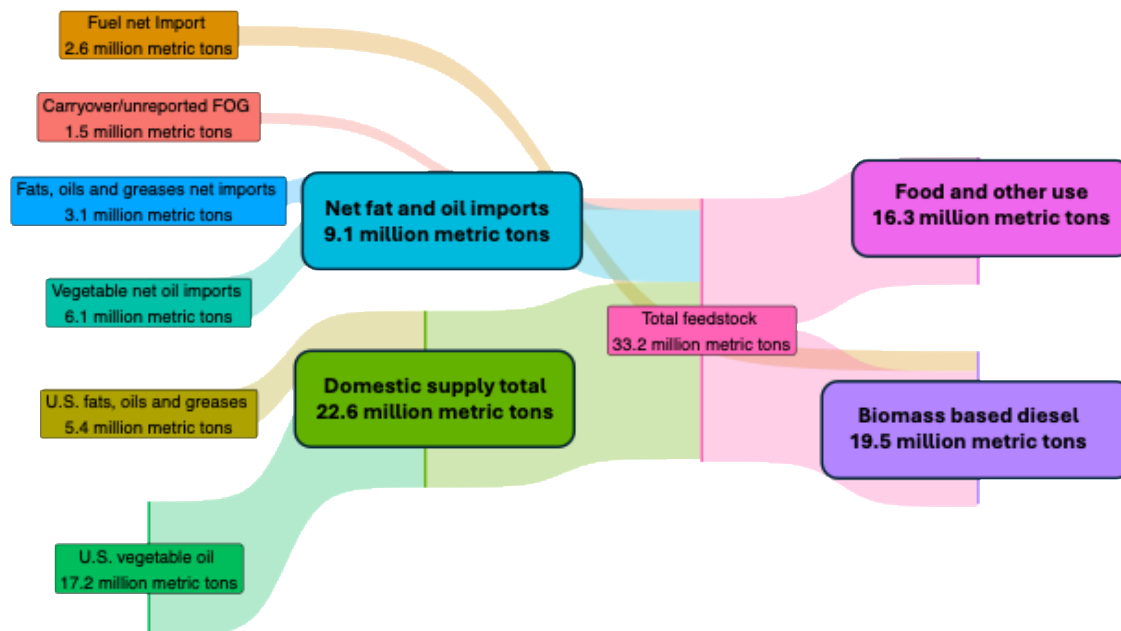 Fuel net Import
2.6 million metric tons
Carryover/unreported FOG
1.5 million metric tons
Fats, oils and greases net imports
3.1 million metric tons
Net fat and oil imports
9.1 million metric tons
Food and other use
16.3 million metric tons
Vegetable net oil imports
6.1 million metric tons
Total feedstock
33.2 million metric tons
U.S. fats, oils and greases
5.4 million metric tons
Domestic supply total
22.6 million metric tons
Biomass based diesel
19.5 million metric tons
U.S. vegetable oil
17.2 million metric tons